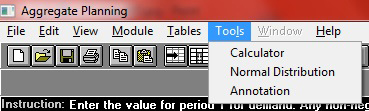 Aggregate Planning
File Edit View Module Tables Tools Window Help
Calculator
Normal Distribution
Annotation
Instruction: Enter the value for period 1 for demand. Any non-neg